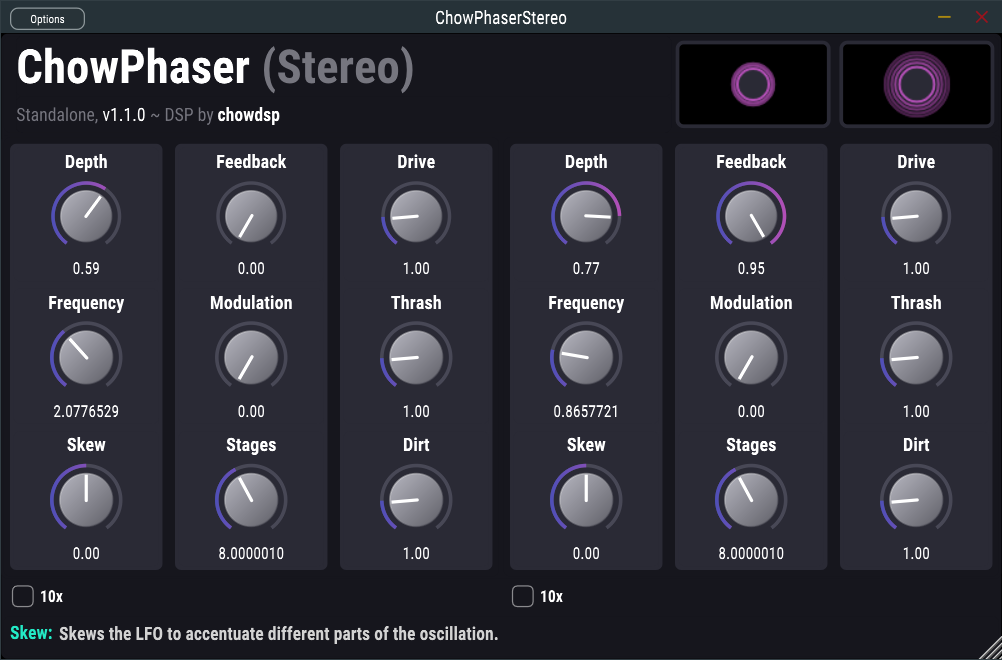 Options
ChowPhaserStereo
ChowPhaser (Stereo)
Standalone, v1.1.0 ~ DSP by chowdsp
Depth Feedback Drive Depth Feedback Drive
0.59 0.00 1.00 0.77 0.95 1.00
Frequency Modulation Thrash Frequency Modulation Thrash
2.0776529 0.00 1.00 0.8657721 0.00 1.00
Skew Stages Dirt Skew Stages Dirt
0.00 8.0000010 1.00 0.00 8.0000010 1.00
10x 10x
Skew: Skews the LFO to accentuate different parts of the oscillation.